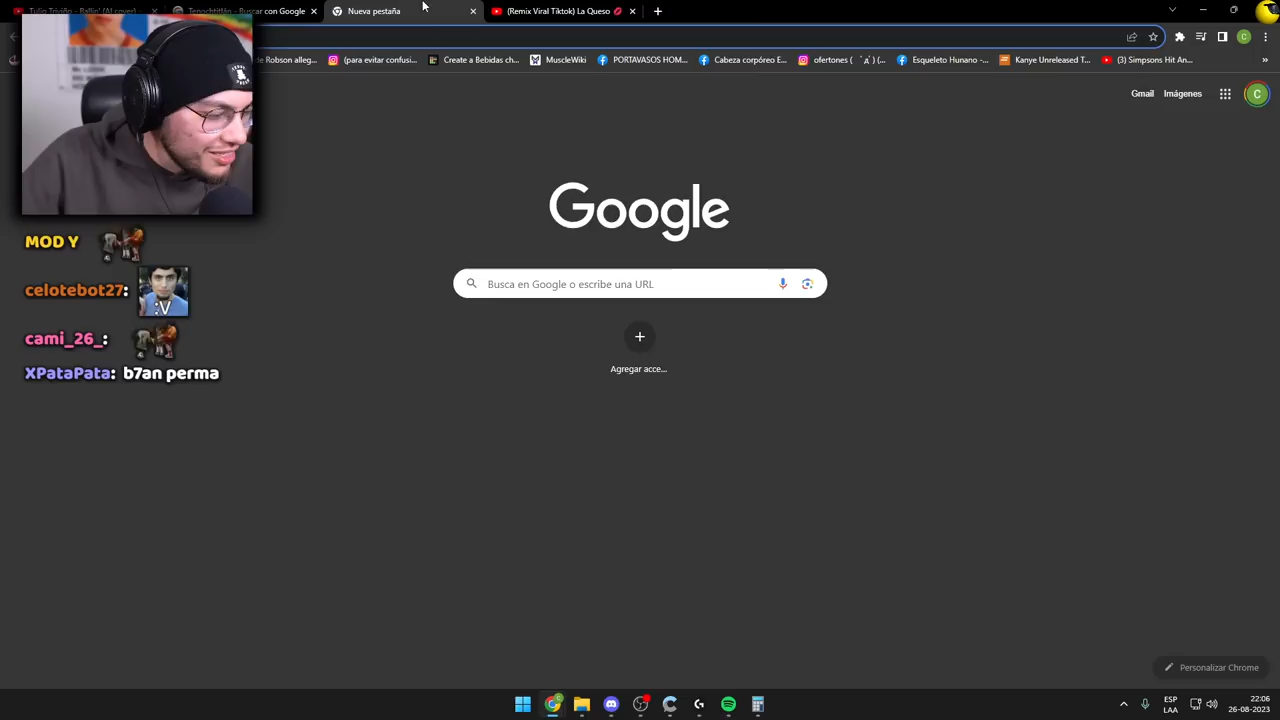 Tulio Triviño - Ballin' (AI cover)
Tenochtitlán - Buscar con Google
Nueva pestaña
(Remix Viral Tiktok) La Queso
de Robson alleg...
(para evitar confusi...
Create a Bebidas ch...
MuscleWiki
PORTAVASOS HOM...
Cabeza corpóreo E...
ofertones ( ´д`) (...
Esqueleto Humano -...
Kanye Unreleased T...
(3) Simpsons Hit An...
C
Gmail
Imágenes
C
Google
Busca en Google o escribe una URL
Agregar acce...
MOD Y
celotebot27:
:V
cami_26_:
XPataPata: b7an perma
Personalizar Chrome
ESP
LAA
22:06
26-08-2023